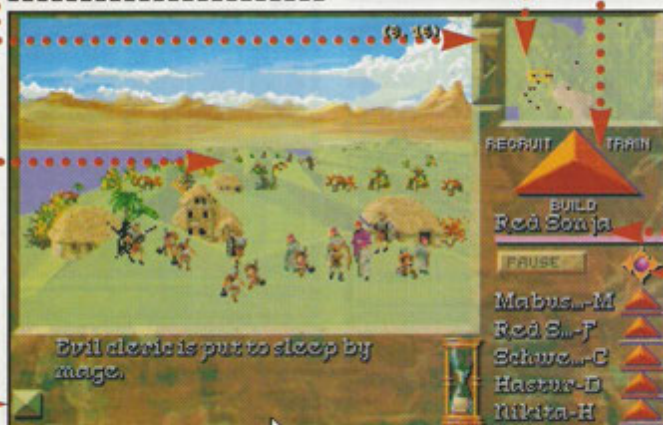 (9, 16)
RECRUIT
TRAIN
BUILD
Red Sonja
PAUSE
Mabus...-M
Red S...-F
Schwe...-C
Hastur-D
Nikita-H
Evil cleric is put to sleep by
mage.